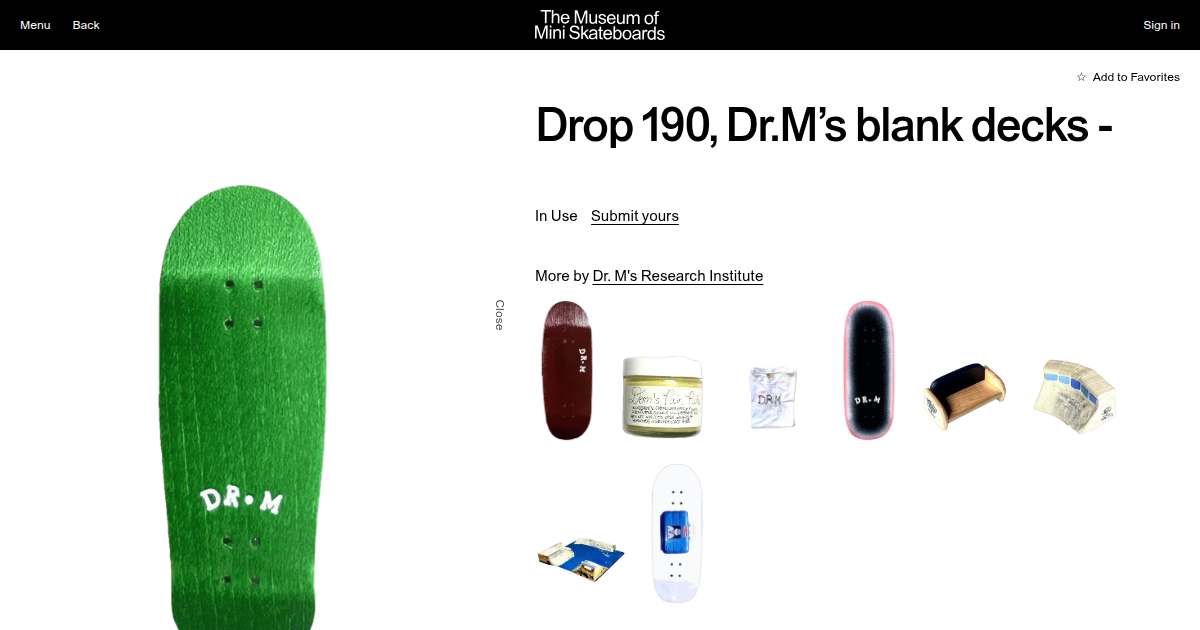 Menu
Back
The Museum of
Mini Skateboards
Sign in
☆ Add to Favorites
Drop 190, Dr.M’s blank decks -
In Use Submit yours
More by Dr. M's Research Institute
Close
DR•M
DR•M
DRM
DR•M